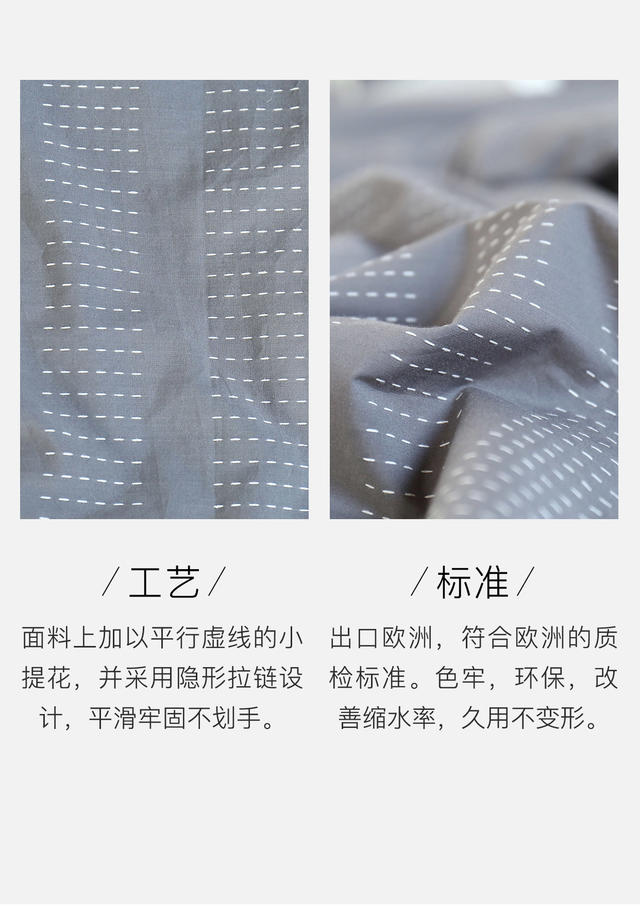 /工艺/
面料上加以平行虚线的小
提花，并采用隐形拉链设
计，平滑牢固不划手。
/标准/
出口欧洲，符合欧洲的质
检标准。色牢，环保，改
善缩水率，久用不变形。